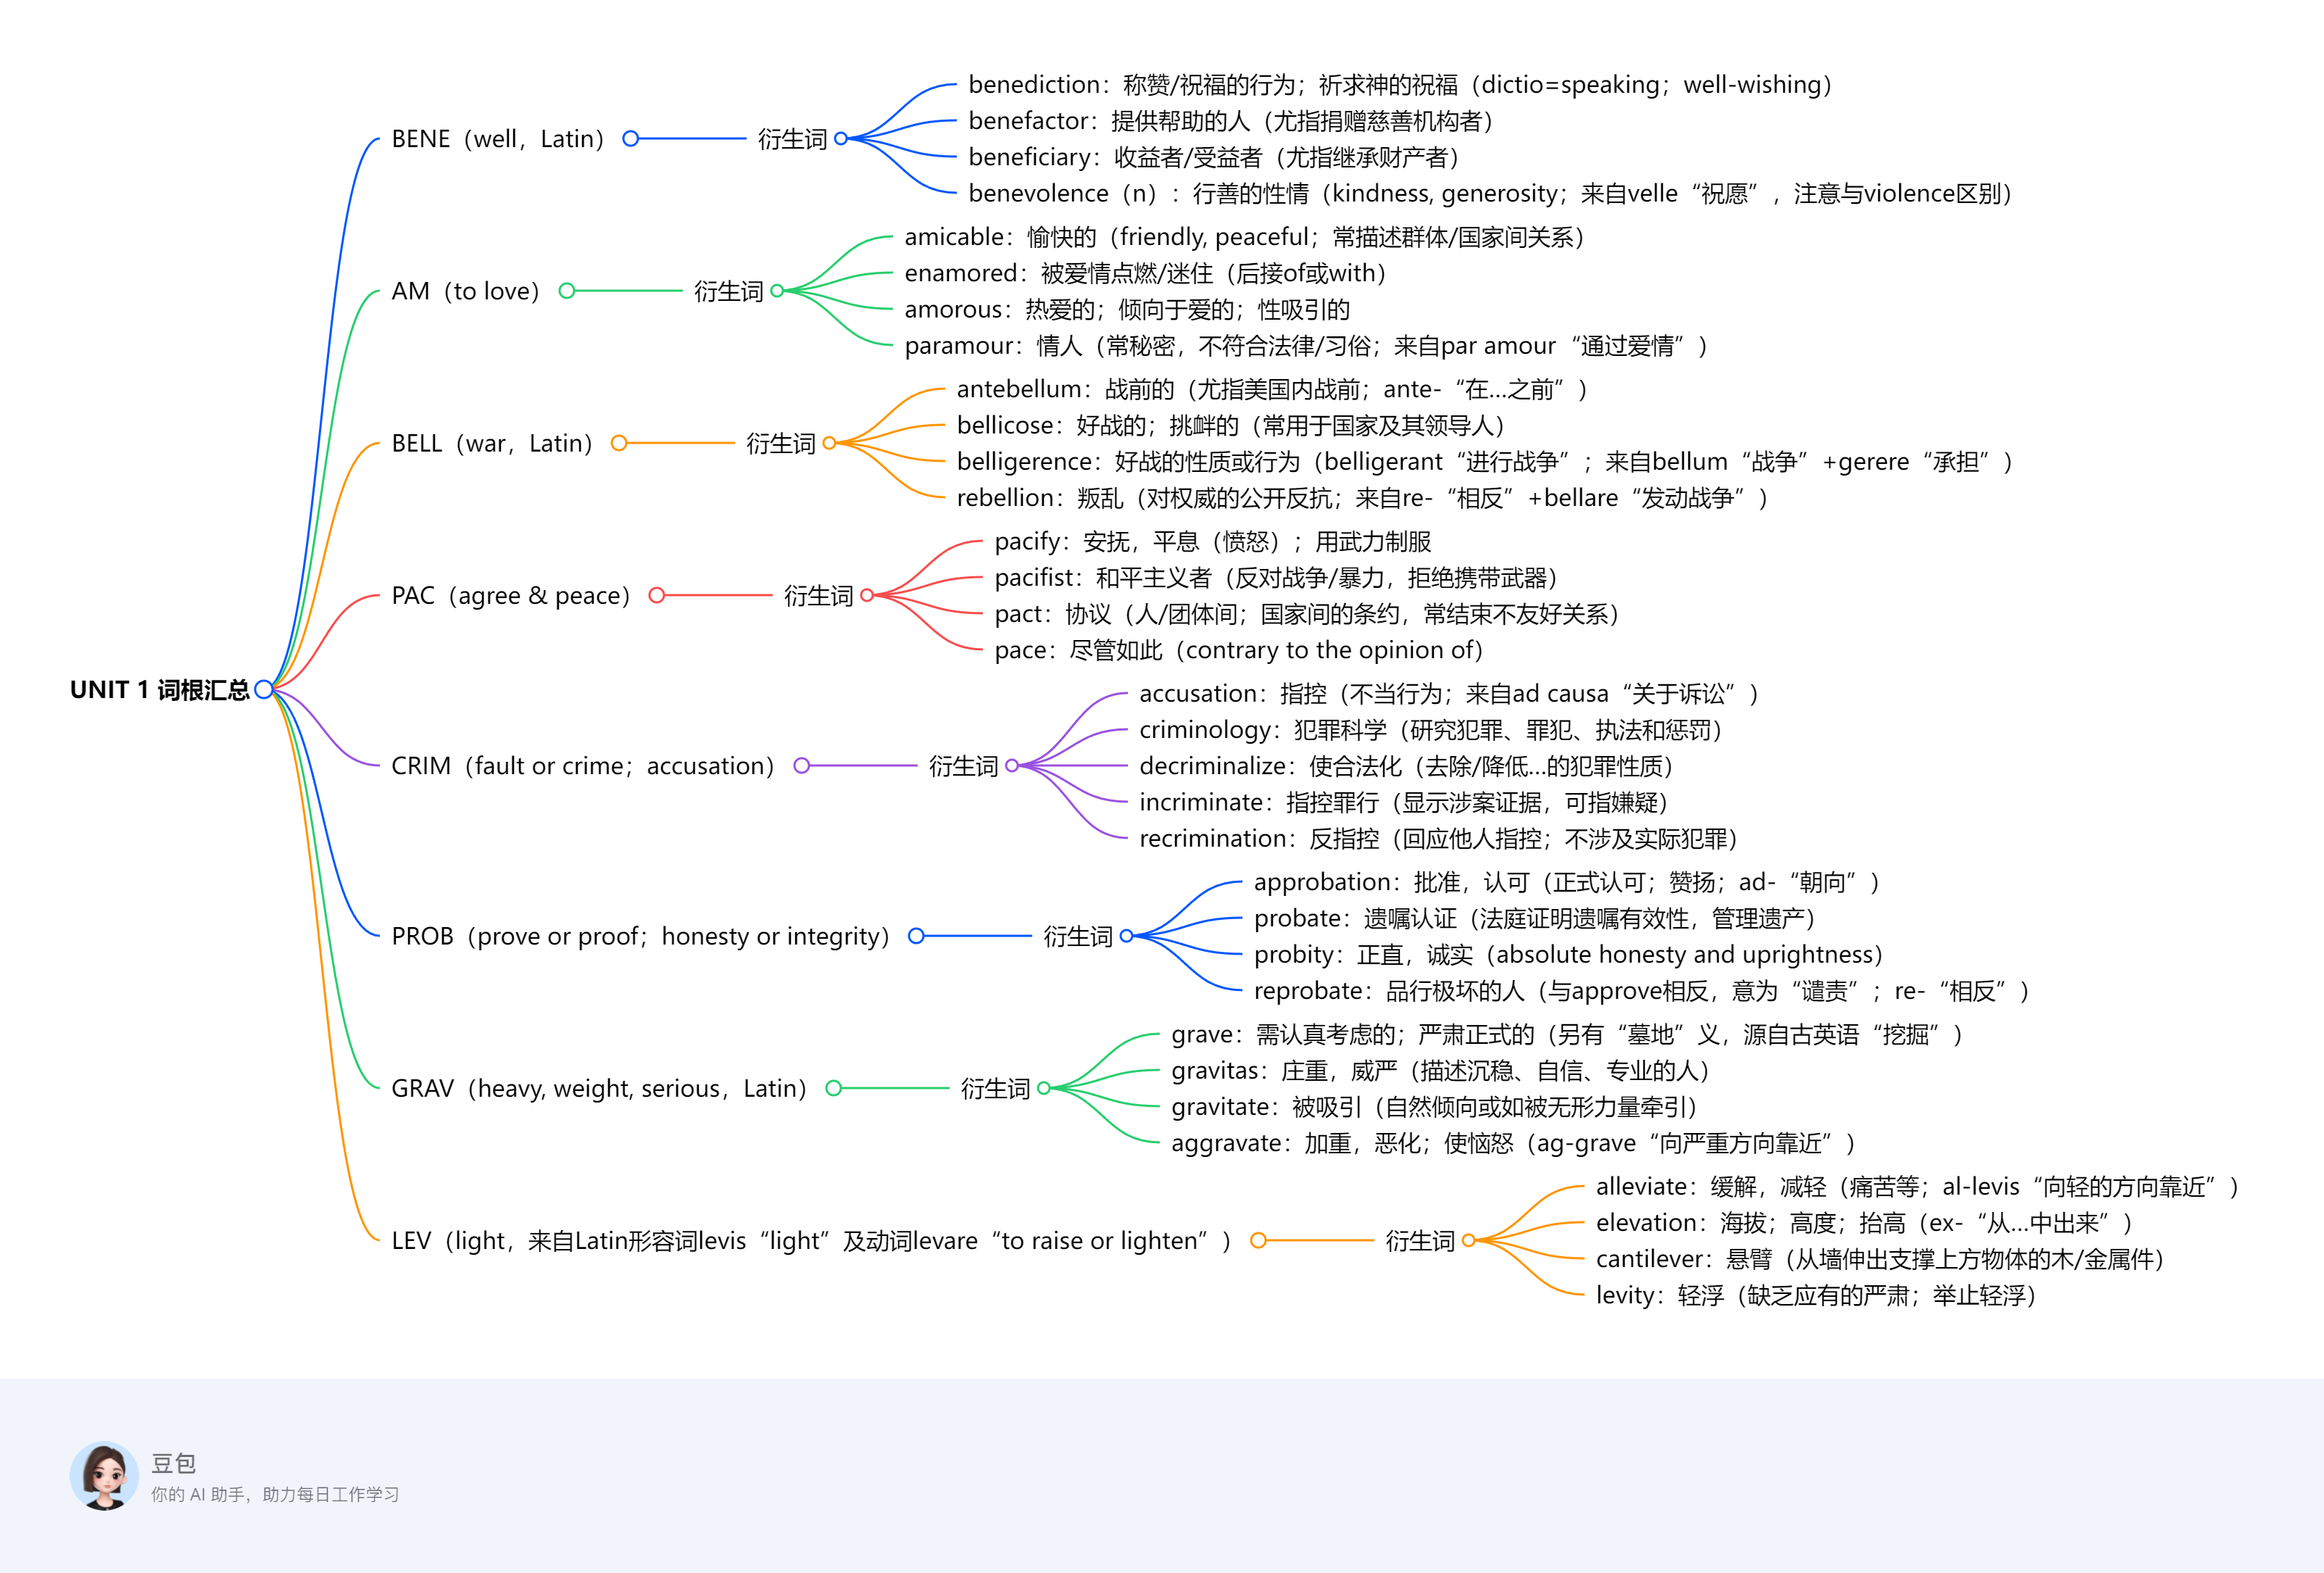 benediction：称赞/祝福的行为；祈求神的祝福（dictio=speaking；well-wishing）
benefactor：提供帮助的人（尤指捐赠慈善机构者）
BENE（well，Latin） 衍生词
beneficiary：收益者/受益者（尤指继承财产者）
benevolence（n）：行善的性情（kindness, generosity；来自velle“祝愿”，注意与violence区别）
amicable：愉快的（friendly, peaceful；常描述群体/国家间关系）
enamored：被爱情点燃/迷住（后接of或with）
AM（to love） 衍生词
amorous：热爱的；倾向于爱的；性吸引的
paramour：情人（常秘密，不符合法律/习俗；来自par amour“通过爱情”）
antebellum：战前的（尤指美国内战前；ante-“在...之前”）
bellicose：好战的；挑衅的（常用于国家及其领导人）
BELL（war，Latin） 衍生词
belligerence：好战的性质或行为（belligerant“进行战争”；来自bellum“战争”+gerere“承担”）
rebellion：叛乱（对权威的公开反抗；来自re-“相反”+bellare“发动战争”）
pacify：安抚，平息（愤怒）；用武力制服
pacifist：和平主义者（反对战争/暴力，拒绝携带武器）
PAC（agree & peace） 衍生词
pact：协议（人/团体间；国家间的条约，常结束不友好关系）
pace：尽管如此（contrary to the opinion of）
UNIT 1 词根汇总
accusation：指控（不当行为；来自ad causa“关于诉讼”）
criminology：犯罪科学（研究犯罪、罪犯、执法和惩罚）
CRIM（fault or crime；accusation） 衍生词
decriminalize：使合法化（去除/降低...的犯罪性质）
incriminate：指控罪行（显示涉案证据，可指嫌疑）
recrimination：反指控（回应他人指控；不涉及实际犯罪）
approbation：批准，认可（正式认可；赞扬；ad-“朝向”）
probate：遗嘱认证（法庭证明遗嘱有效性，管理遗产）
PROB（prove or proof；honesty or integrity） 衍生词
probity：正直，诚实（absolute honesty and uprightness）
reprobate：品行极坏的人（与approve相反，意为“谴责”；re-“相反”）
grave：需认真考虑的；严肃正式的（另有“墓地”义，源自古英语“挖掘”）
gravitas：庄重，威严（描述沉稳、自信、专业的人）
GRAV（heavy, weight, serious，Latin） 衍生词
gravitate：被吸引（自然倾向或如被无形力量牵引）
aggravate：加重，恶化；使恼怒（ag-grave“向严重方向靠近”）
alleviate：缓解，减轻（痛苦等；al-levis“向轻的方向靠近”）
elevation：海拔；高度；抬高（ex-“从...中出来”）
LEV（light，来自Latin形容词levis“light”及动词levare“to raise or lighten”） 衍生词
cantilever：悬臂（从墙伸出支撑上方物体的木/金属件）
levity：轻浮（缺乏应有的严肃；举止轻浮）
豆包
你的 AI 助手，助力每日工作学习